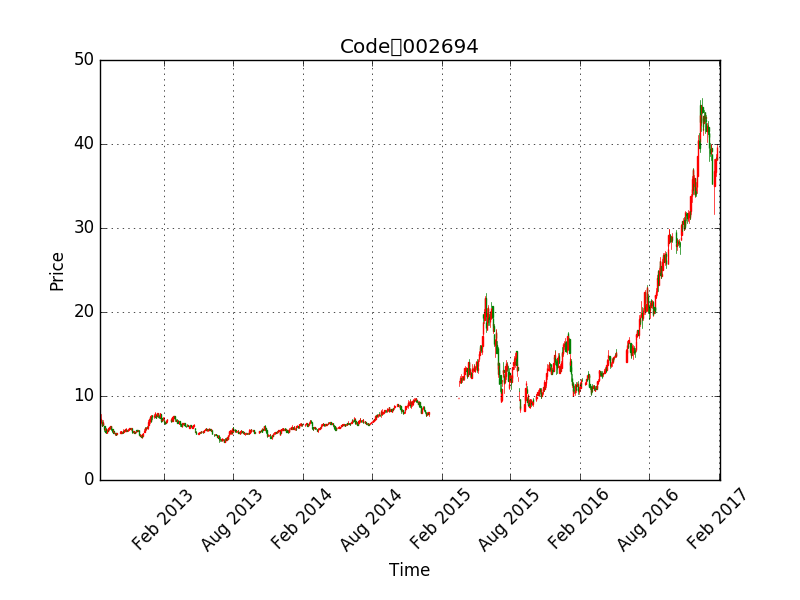 Code▯002694
50
40
30
20
10
0
Price
Feb 2013
Aug 2013
Feb 2014
Aug 2014
Feb 2015
Aug 2015
Feb 2016
Aug 2016
Feb 2017
Time